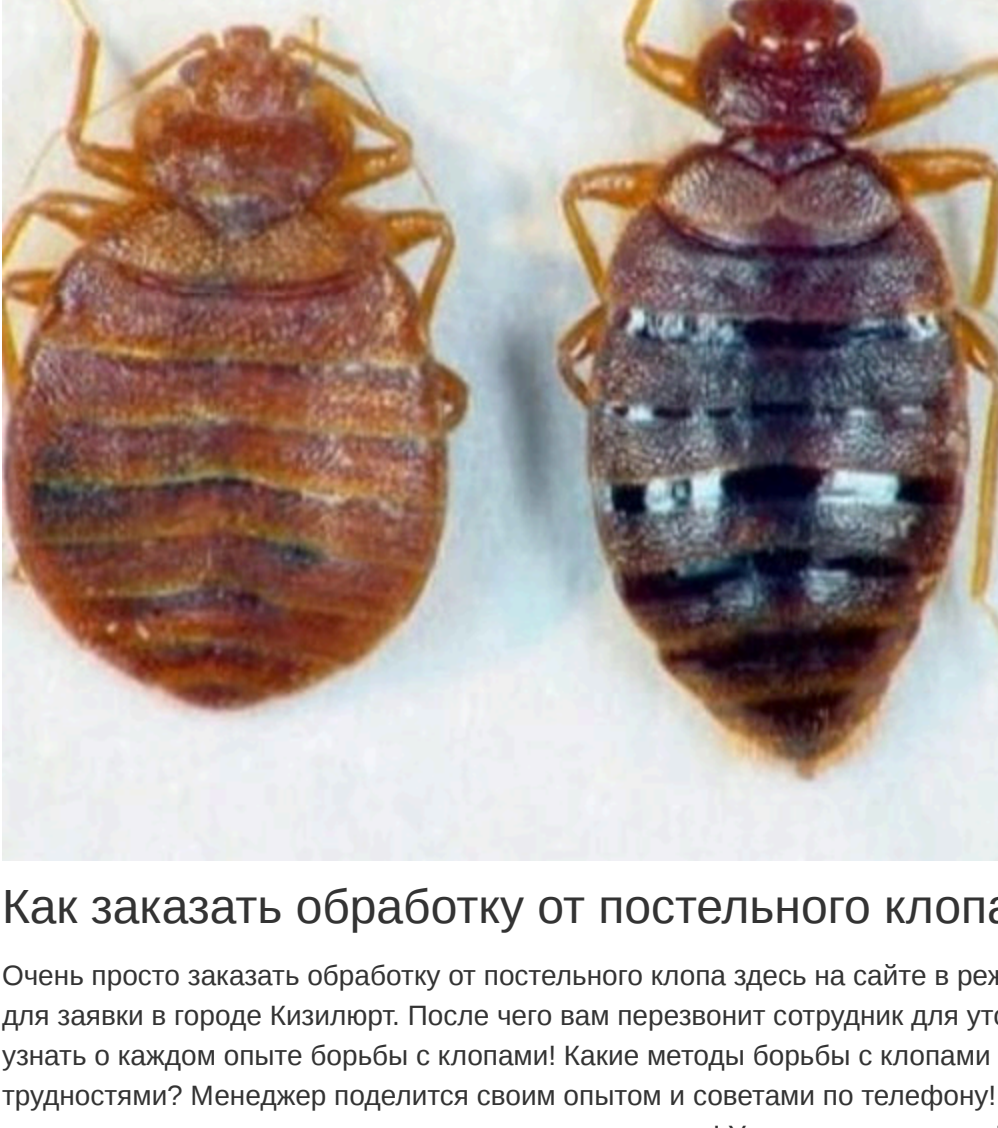 Как заказать обработку от постельного клопа
Очень просто заказать обработку от постельного клопа здесь на сайте в
для заявки в городе Кизилюрт. После чего вам перезвонит сотрудник для
узнать о каждом опыте борьбы с клопами! Какие методы борьбы с клопами
трудностями? Менеджер поделится своим опытом и советами по телефону!